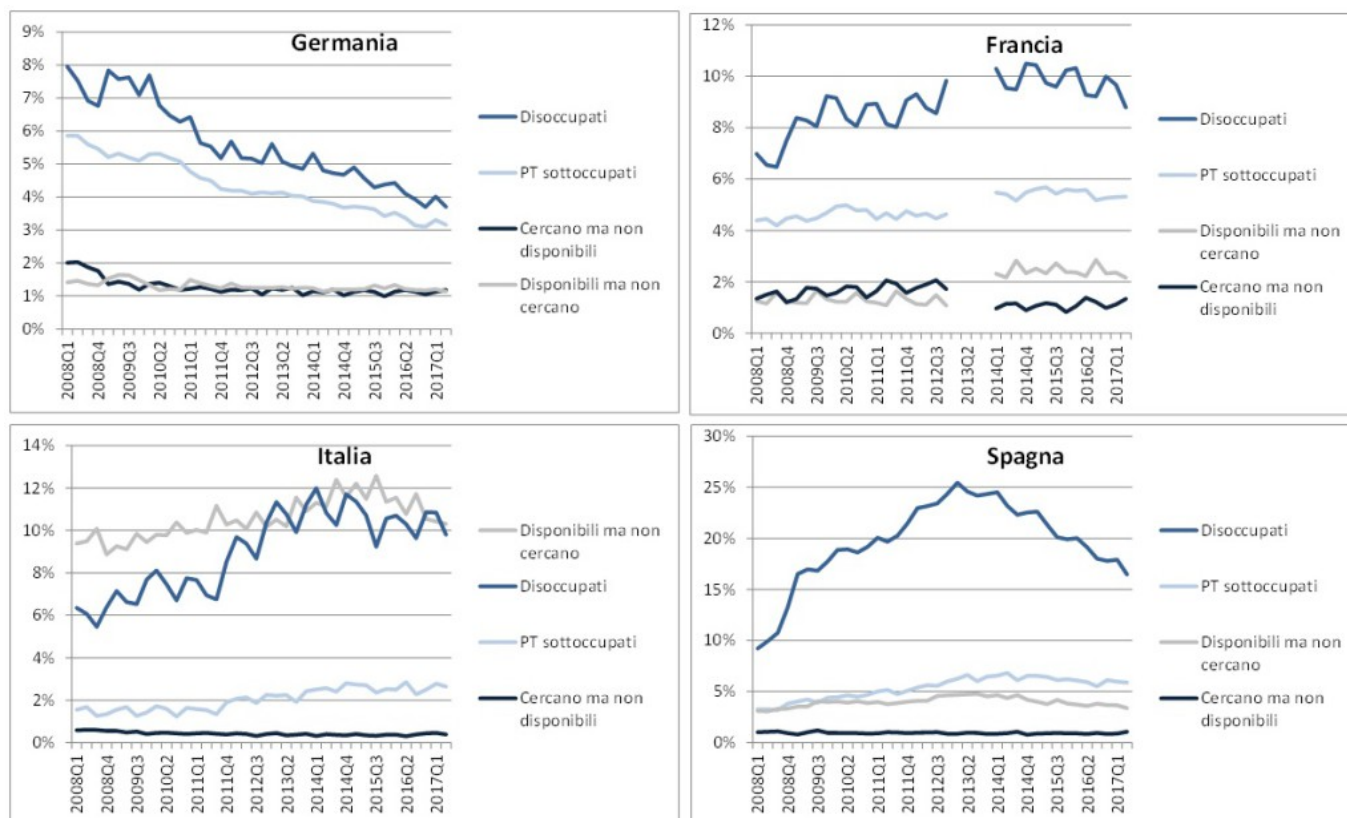 Germania
9%
8%
7%
6%
5%
4%
3%
2%
1%
0%
2008Q1
2008Q4
2009Q3
2010Q2
2011Q1
2011Q4
2012Q3
2013Q2
2014Q1
2014Q4
2015Q3
2016Q2
2017Q1
Disoccupati
PT sottoccupati
Cercano ma non
disponibili
Disponibili ma non
cercano
Francia
12%
10%
8%
6%
4%
2%
0%
2008Q1
2008Q4
2009Q3
2010Q2
2011Q1
2011Q4
2012Q3
2013Q2
2014Q1
2014Q4
2015Q3
2016Q2
2017Q1
Disoccupati
PT sottoccupati
Disponibili ma non
cercano
Cercano ma non
disponibili
Italia
14%
12%
10%
8%
6%
4%
2%
0%
2008Q1
2008Q4
2009Q3
2010Q2
2011Q1
2011Q4
2012Q3
2013Q2
2014Q1
2014Q4
2015Q3
2016Q2
2017Q1
Disponibili ma non
cercano
Disoccupati
PT sottoccupati
Cercano ma non
disponibili
Spagna
30%
25%
20%
15%
10%
5%
0%
2008Q1
2008Q4
2009Q3
2010Q2
2011Q1
2011Q4
2012Q3
2013Q2
2014Q1
2014Q4
2015Q3
2016Q2
2017Q1
Disoccupati
PT sottoccupati
Disponibili ma non
cercano
Cercano ma non
disponibili